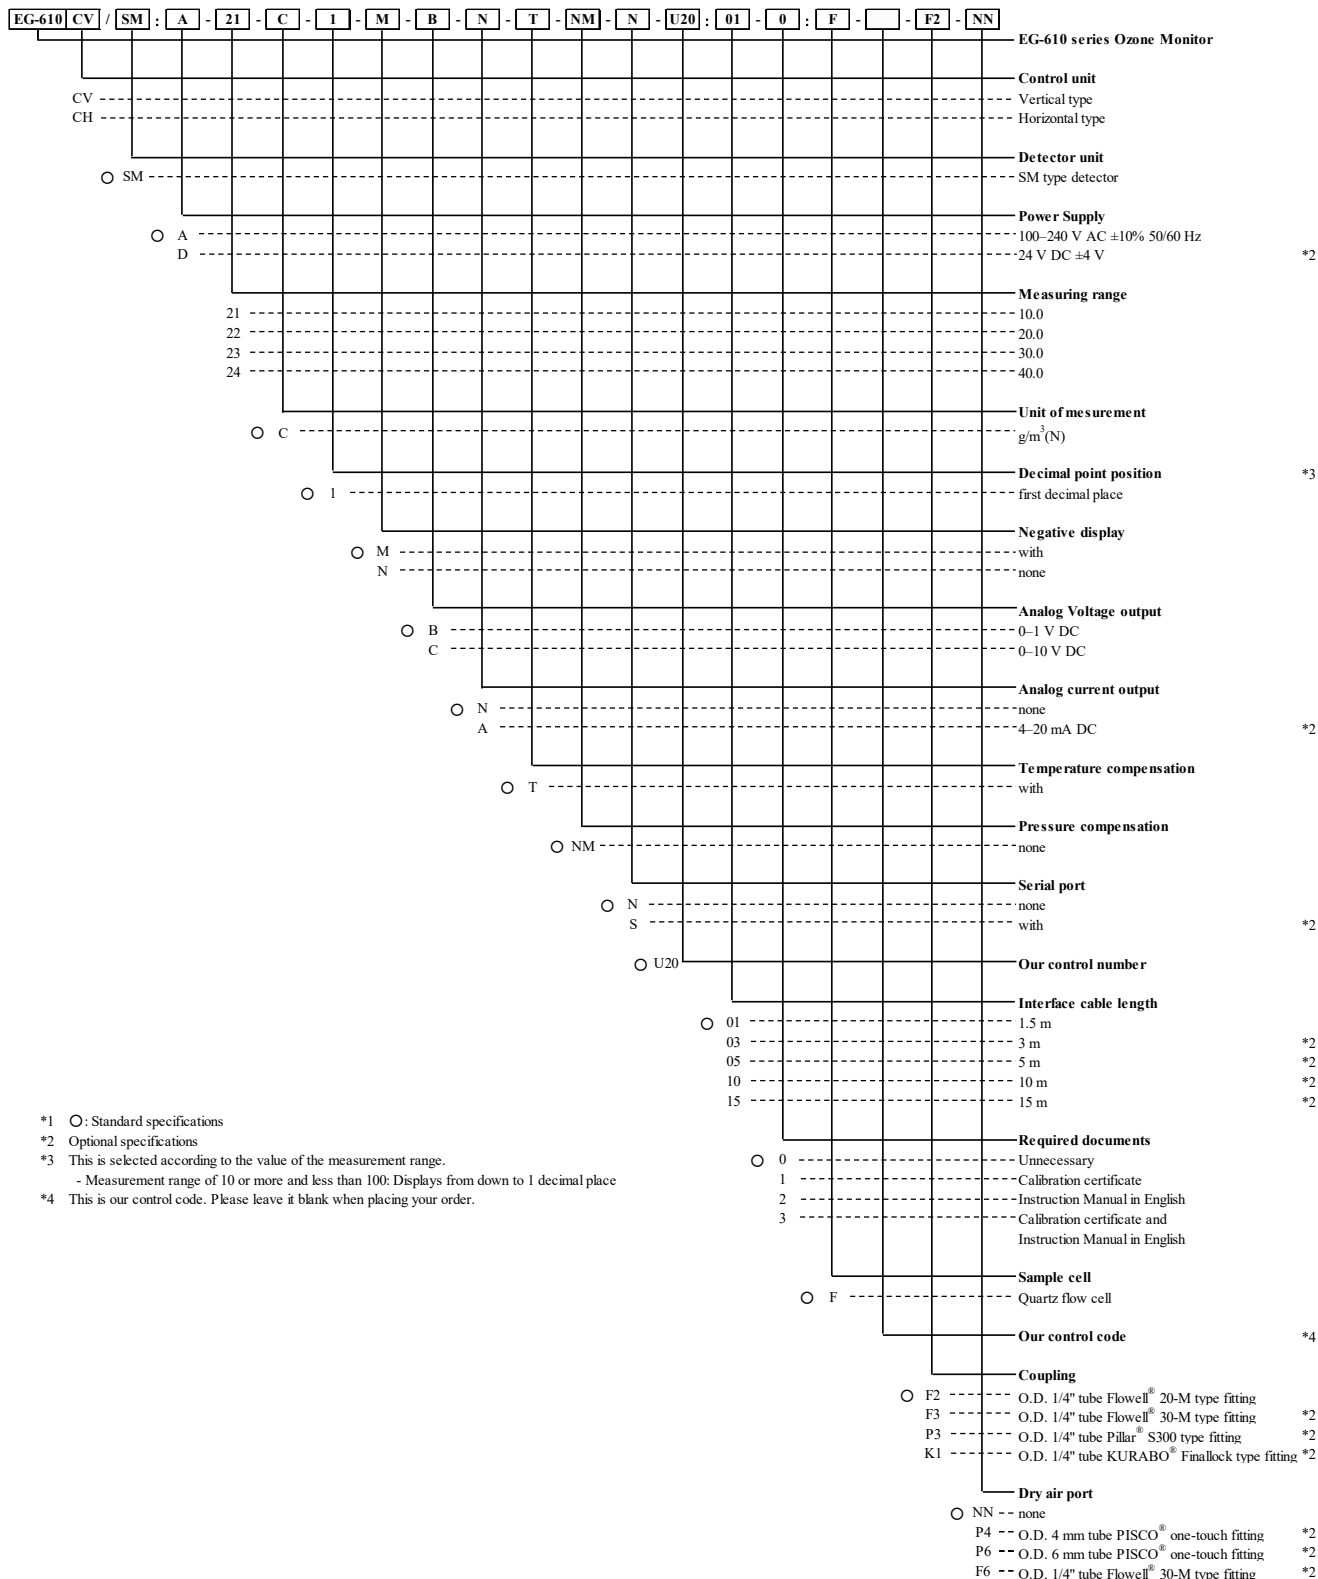 EG-610 CV / SM : A - 21 - C - 1 - M - B - N - T - NM - N - U20 : 01 - 0 : F - - F2 - NN
EG-610 series Ozone Monitor
Control unit
CV Vertical type
CH Horizontal type
Detector unit
○ SM SM type detector
Power Supply
○ A 100–240 V AC ±10% 50/60 Hz
D 24 V DC ±4 V *2
Measuring range
21 10.0
22 20.0
23 30.0
24 40.0
Unit of mesurement
○ C g/m³(N)
Decimal point position *3
○ 1 first decimal place
Negative display
○ M with
N none
Analog Voltage output
○ B 0–1 V DC
C 0–10 V DC
Analog current output
○ N none
A 4–20 mA DC *2
Temperature compensation
○ T with
Pressure compensation
○ NM none
Serial port
○ N none
S with *2
○ U20 Our control number
Interface cable length
○ 01 1.5 m
03 3 m *2
05 5 m *2
10 10 m *2
15 15 m *2
*1 ○: Standard specifications
*2 Optional specifications
*3 This is selected according to the value of the measurement range.
- Measurement range of 10 or more and less than 100: Displays from down to 1 decimal place
*4 This is our control code. Please leave it blank when placing your order.
Required documents
○ 0 Unnecessary
1 Calibration certificate
2 Instruction Manual in English
3 Calibration certificate and
Instruction Manual in English
Sample cell
○ F Quartz flow cell
Our control code *4
Coupling
○ F2 O.D. 1/4" tube Flowell® 20-M type fitting
F3 O.D. 1/4" tube Flowell® 30-M type fitting *2
P3 O.D. 1/4" tube Pillar® S300 type fitting *2
K1 O.D. 1/4" tube KURABO® Finallock type fitting *2
Dry air port
○ NN none
P4 O.D. 4 mm tube PISCO® one-touch fitting *2
P6 O.D. 6 mm tube PISCO® one-touch fitting *2
F6 O.D. 1/4" tube Flowell® 30-M type fitting *2